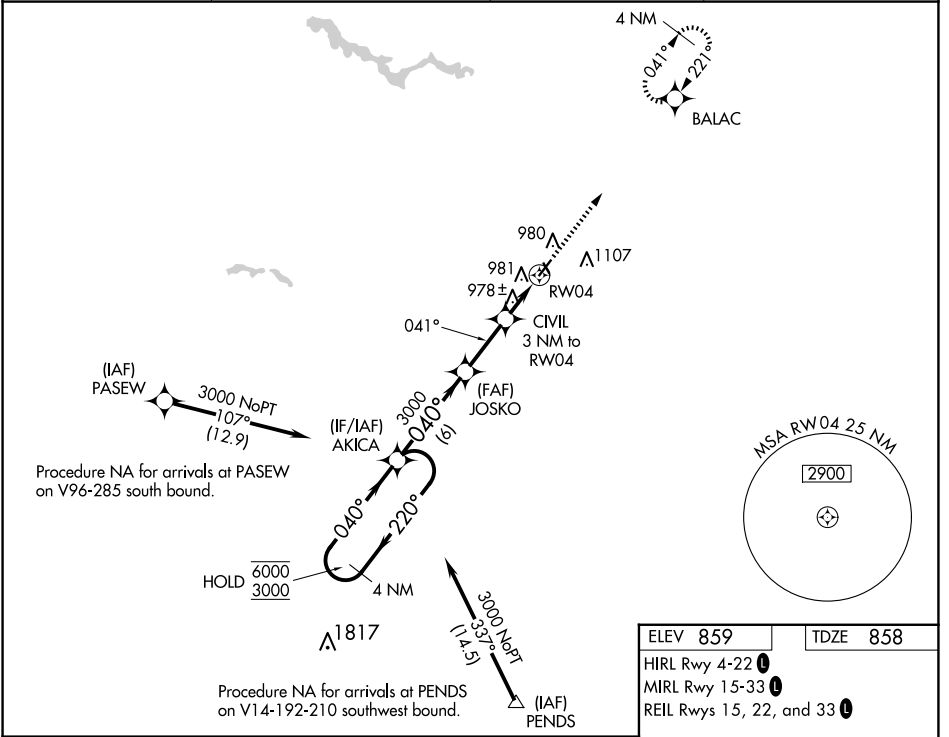 4 NM
041°
221°
BALAC
980
1107
981
978±
RW04
CIVIL
3 NM to
RW04
041°
(FAF)
JOSKO
(IAF)
PASEW
3000 NoPT
107°
(12.9)
(IF/IAF)
AKICA
3000
040°
(6)
Procedure NA for arrivals at PASEW
on V96-285 south bound.
040°
220°
HOLD
6000
3000
4 NM
1817
3000 NoPT
337°
(14.5)
(IAF)
PENDS
Procedure NA for arrivals at PENDS
on V14-192-210 southwest bound.
MSA RW04 25 NM
2900
ELEV 859
TDZE 858
HIRL Rwy 4-22 L
MIRL Rwy 15-33 L
REIL Rwys 15, 22, and 33 L